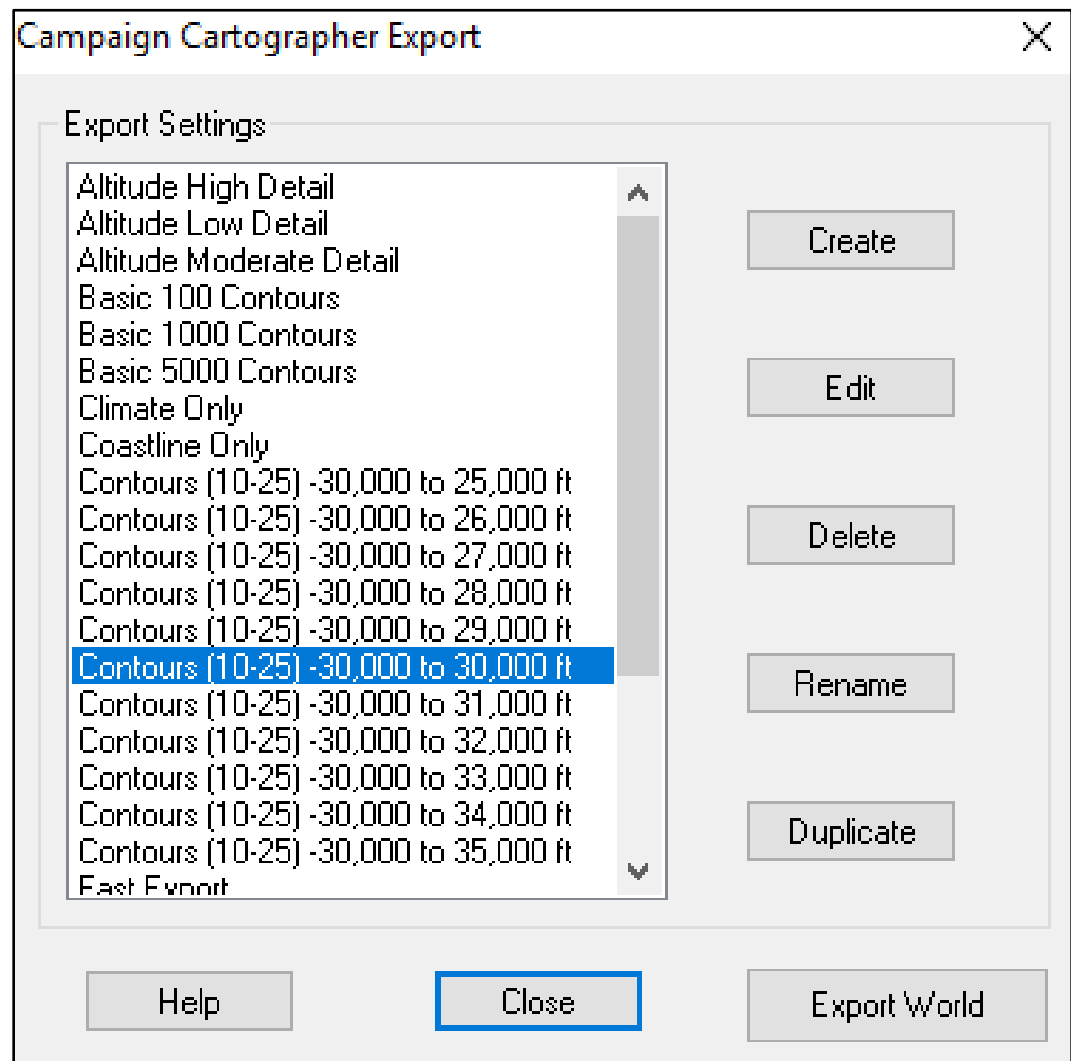 Campaign Cartographer Export
Export Settings
Altitude High Detail
Altitude Low Detail
Altitude Moderate Detail
Basic 100 Contours
Basic 1000 Contours
Basic 5000 Contours
Climate Only
Coastline Only
Contours (10-25) -30,000 to 25,000 ft
Contours (10-25) -30,000 to 26,000 ft
Contours (10-25) -30,000 to 27,000 ft
Contours (10-25) -30,000 to 28,000 ft
Contours (10-25) -30,000 to 29,000 ft
Contours (10-25) -30,000 to 30,000 ft
Contours (10-25) -30,000 to 31,000 ft
Contours (10-25) -30,000 to 32,000 ft
Contours (10-25) -30,000 to 33,000 ft
Contours (10-25) -30,000 to 34,000 ft
Contours (10-25) -30,000 to 35,000 ft
Create
Edit
Delete
Rename
Duplicate
Help
Close
Export World